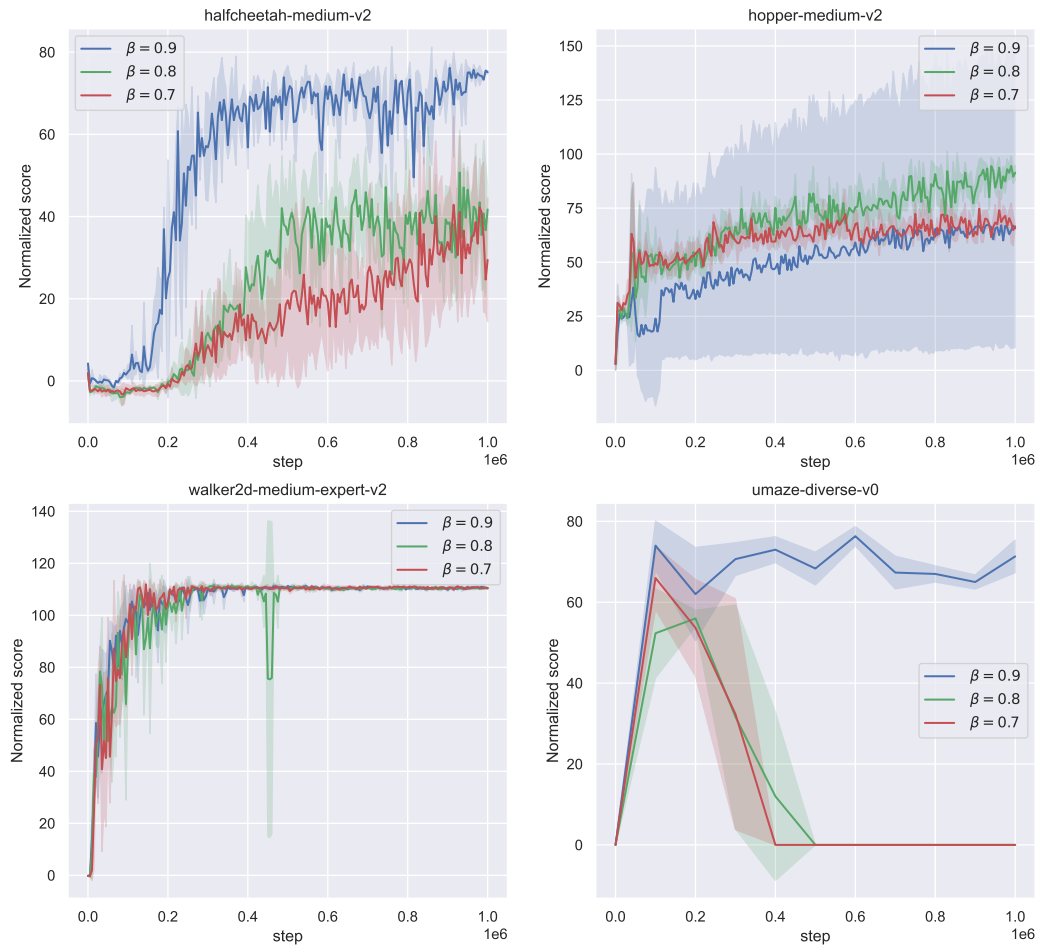 halfcheetah-medium-v2
80
60
40
20
0
Normalized score
β = 0.9
β = 0.8
β = 0.7
0.0 0.2 0.4 0.6 0.8 1.0
step
1e6
hopper-medium-v2
150
125
100
75
50
25
0
Normalized score
β = 0.9
β = 0.8
β = 0.7
0.0 0.2 0.4 0.6 0.8 1.0
step
1e6
walker2d-medium-expert-v2
140
120
100
80
60
40
20
0
Normalized score
β = 0.9
β = 0.8
β = 0.7
0.0 0.2 0.4 0.6 0.8 1.0
step
1e6
umaze-diverse-v0
80
60
40
20
0
Normalized score
β = 0.9
β = 0.8
β = 0.7
0.0 0.2 0.4 0.6 0.8 1.0
step
1e6